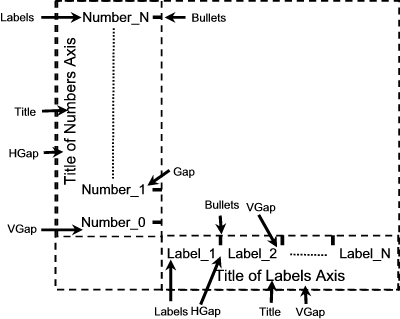 Labels
Number_N
Bullets
Title of Numbers Axis
Title
HGap
Gap
Number_1
Bullets
VGap
Number_0
VGap
Label_1
Label_2
Label_N
Title of Labels Axis
Labels
HGap
Title
VGap